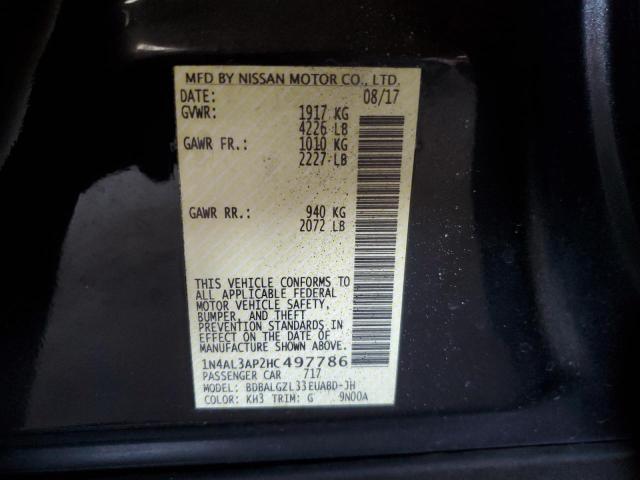 MFD BY NISSAN MOTOR CO., LTD.
DATE: 08/17
GVWR: 1917 KG
4226 LB
GAWR FR.: 1010 KG
2227 LB
GAWR RR.: 940 KG
2072 LB
THIS VEHICLE CONFORMS TO
ALL APPLICABLE FEDERAL
MOTOR VEHICLE SAFETY,
BUMPER, AND THEFT
PREVENTION STANDARDS IN
EFFECT ON THE DATE OF
MANUFACTURE SHOWN ABOVE.
1N4AL3AP2HC497786
PASSENGER CAR 717
MODEL: BDBALGZL33EUABD-JH
COLOR: KH3 TRIM: G 9N00A